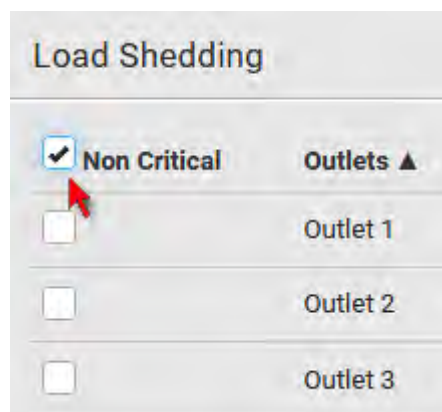 Load Shedding
Non Critical Outlets ▲
Outlet 1
Outlet 2
Outlet 3